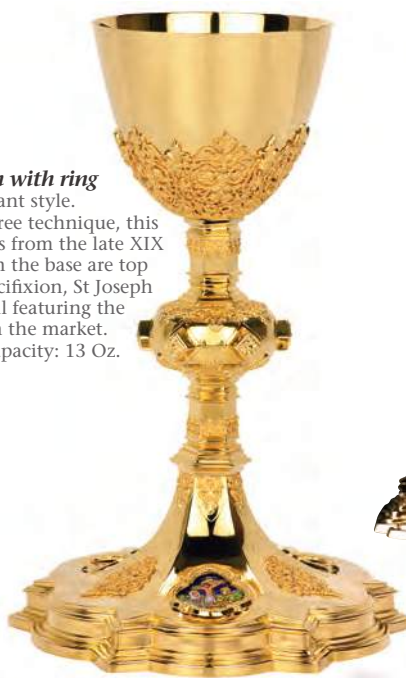 with ring
ant style.
ree technique, this
s from the late XIX
n the base are top
cifixion, St Joseph
l featuring the
n the market.
pacity: 13 Oz.